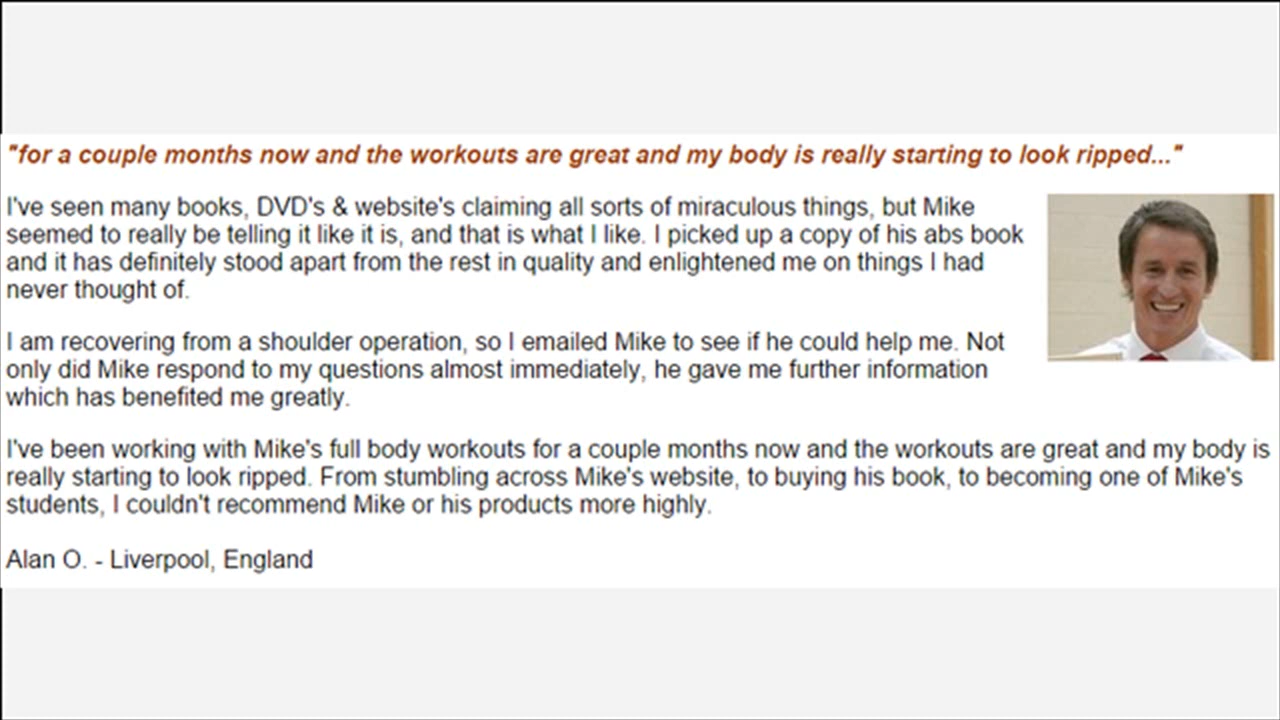 "for a couple months now and the workouts are great and my body is really starting to look ripped..."
I've seen many books, DVD's & website's claiming all sorts of miraculous things, but Mike
seemed to really be telling it like it is, and that is what I like. I picked up a copy of his abs book
and it has definitely stood apart from the rest in quality and enlightened me on things I had
never thought of.
I am recovering from a shoulder operation, so I emailed Mike to see if he could help me. Not
only did Mike respond to my questions almost immediately, he gave me further information
which has benefited me greatly.
I've been working with Mike's full body workouts for a couple months now and the workouts are great and my body is
really starting to look ripped. From stumbling across Mike's website, to buying his book, to becoming one of Mike's
students, I couldn't recommend Mike or his products more highly.
Alan O. - Liverpool, England